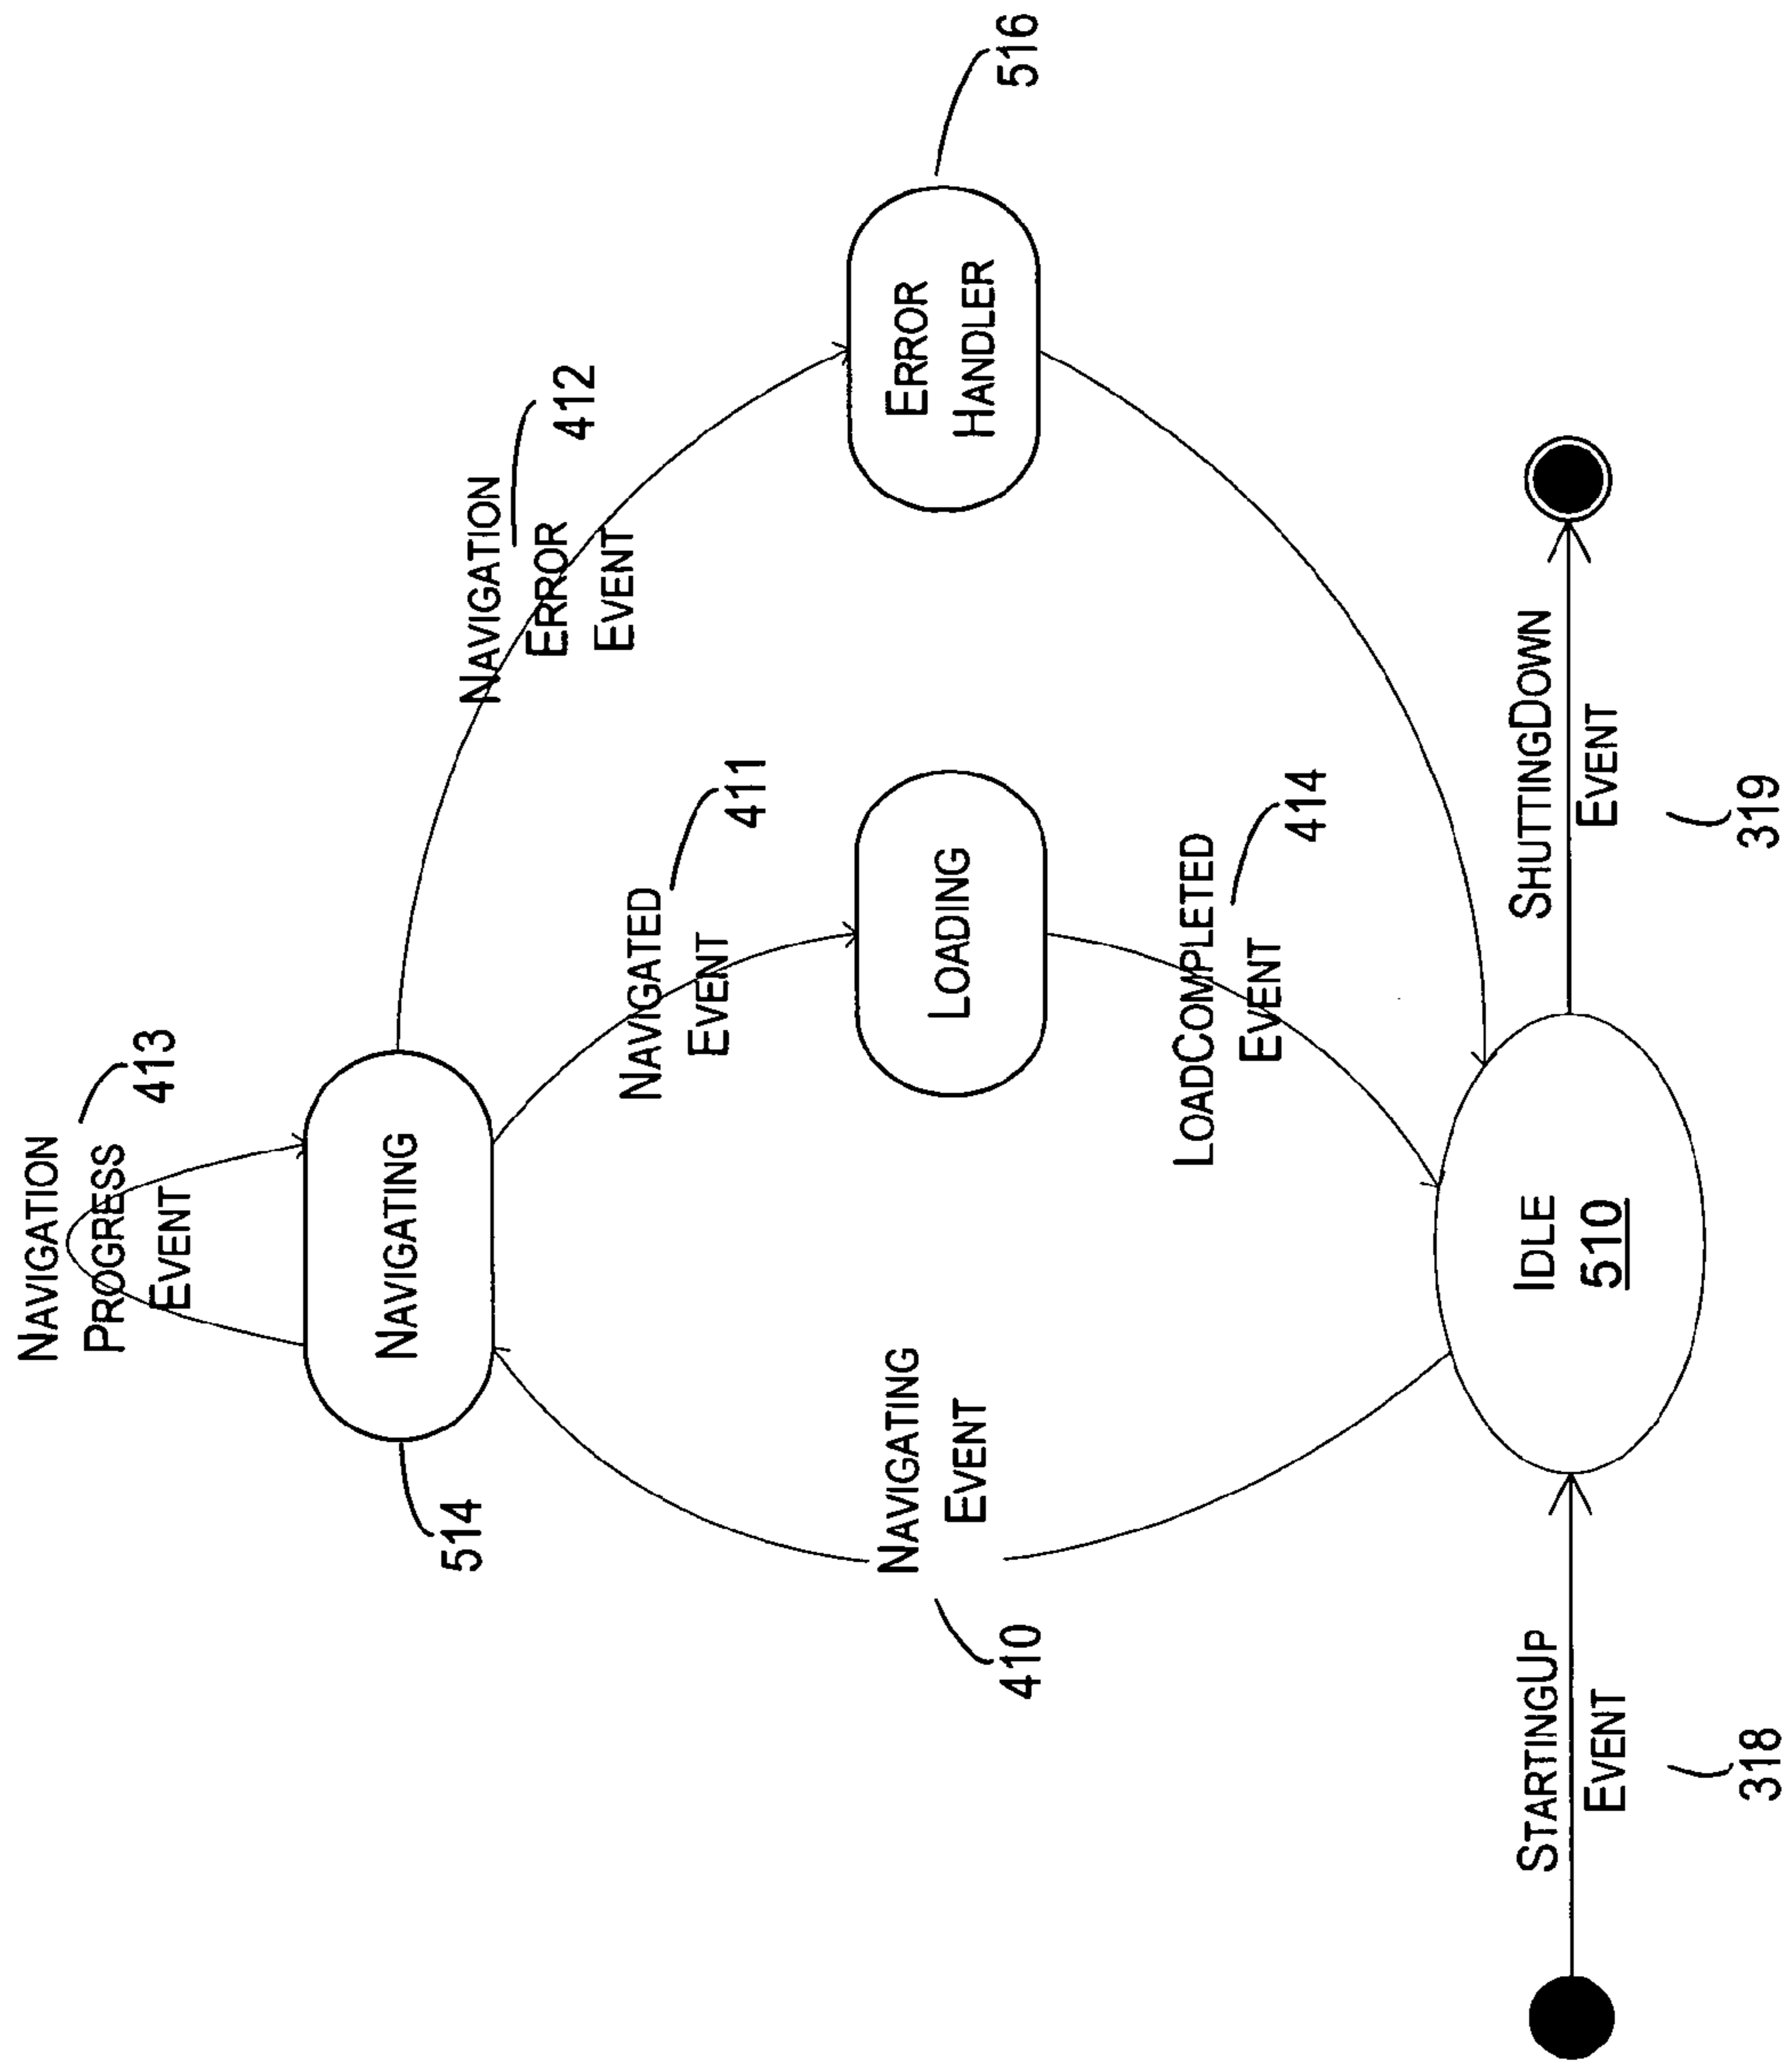 NAVIGATION
PROGRESS
EVENT
413
NAVIGATING
514
NAVIGATION
ERROR
EVENT
412
NAVIGATED
EVENT
411
NAVIGATING
EVENT
410
LOADING
ERROR
HANDLER
516
LOADCOMPLETED
EVENT
414
STARTINGUP
EVENT
318
IDLE
510
SHUTTINGDOWN
EVENT
319